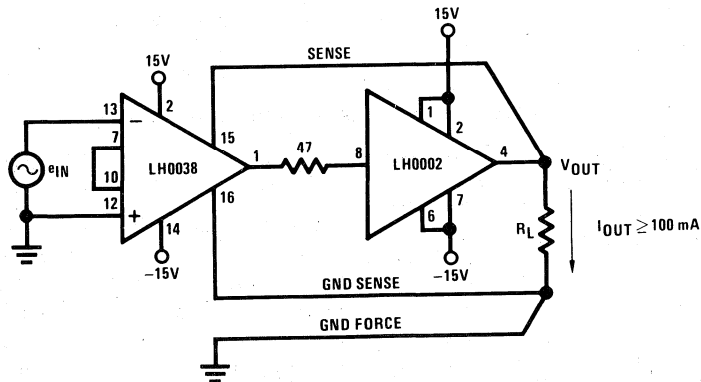 15V
SENSE
15V
13
−
2
15
7
LH0038
1
47
8
1
2
LH0002
4
VOUT
eIN
10
12
+
16
14
−15V
6
7
−15V
RL
IOUT ≥ 100 mA
GND SENSE
GND FORCE